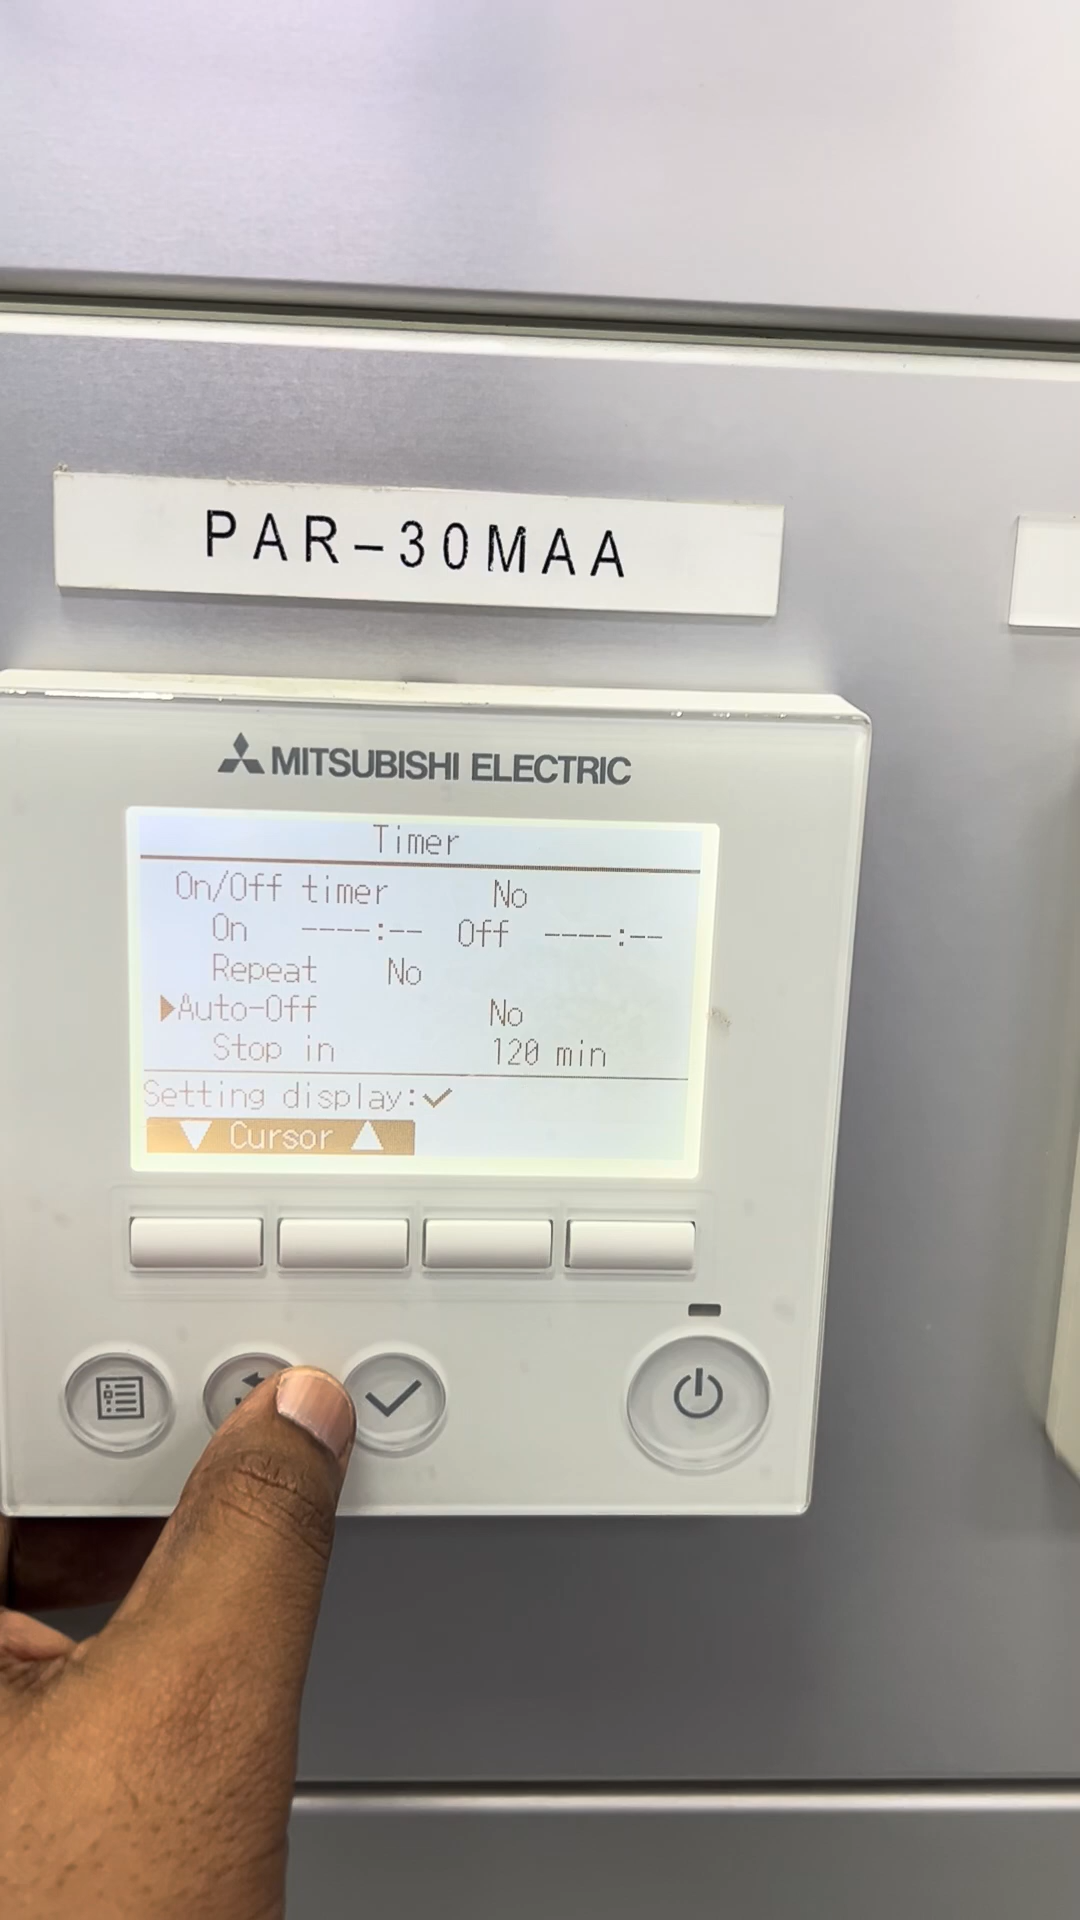 PAR-30MAA
MITSUBISHI ELECTRIC
Timer
On/Off timer No
On ----:-- Off ----:--
Repeat No
▶Auto-Off No
Stop in 120 min
Setting display:✓
▼ Cursor ▲